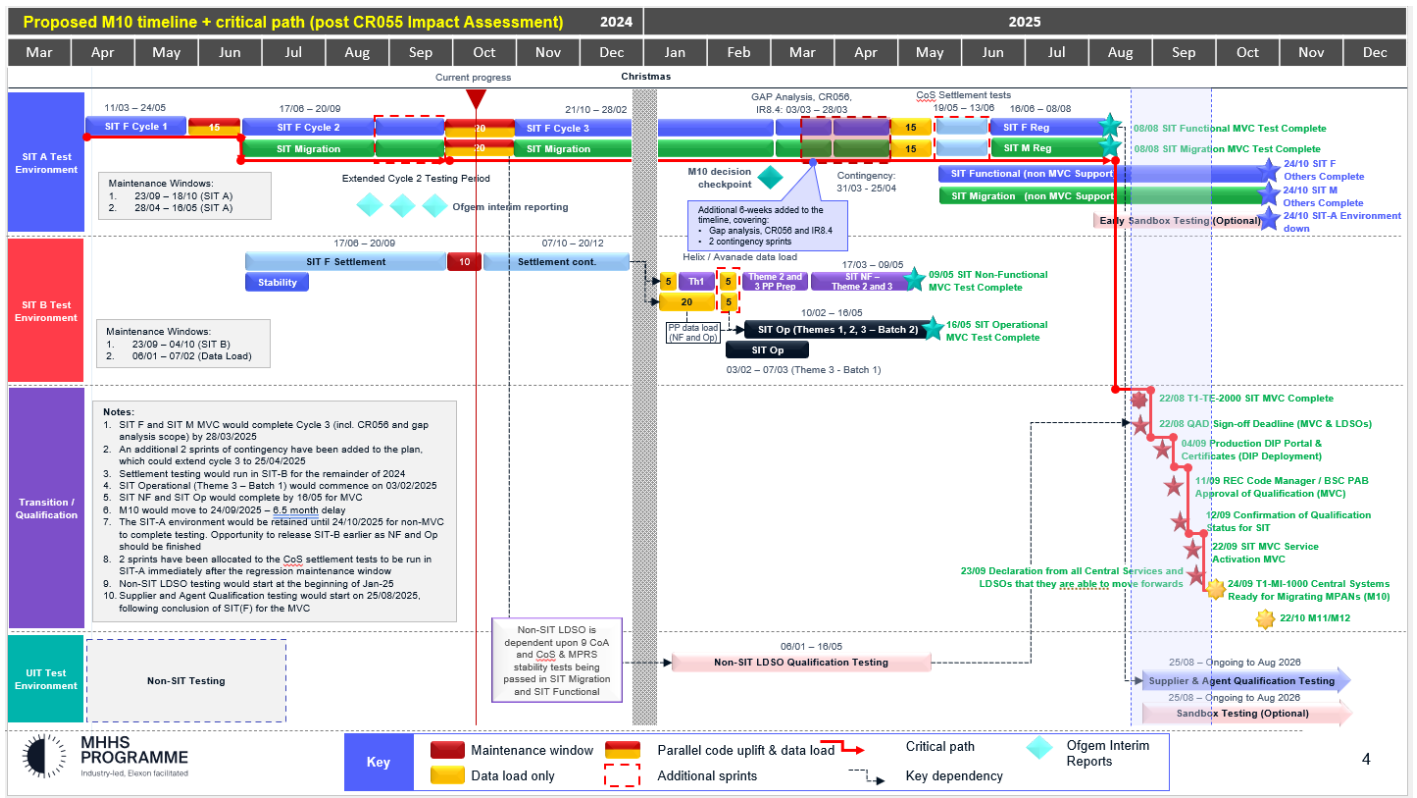 Proposed M10 timeline + critical path (post CR055 Impact Assessment)
2024
2025
Mar
Apr
May
Jun
Jul
Aug
Sep
Oct
Nov
Dec
Jan
Feb
Mar
Apr
May
Jun
Jul
Aug
Sep
Oct
Nov
Dec
Current progress
Christmas
SIT A Test
Environment
11/03 – 24/05
17/06 – 20/09
21/10 – 28/02
GAP Analysis, CR056,
IR8.4: 03/03 – 28/03
CoS Settlement tests
19/05 – 13/06
16/06 – 08/08
SIT F Cycle 1
15
SIT F Cycle 2
20
SIT F Cycle 3
15
SIT F Reg
08/08 SIT Functional MVC Test Complete
SIT Migration
20
SIT Migration
15
SIT M Reg
08/08 SIT Migration MVC Test Complete
Maintenance Windows:
1. 23/09 – 18/10 (SIT A)
2. 28/04 – 16/05 (SIT A)
Extended Cycle 2 Testing Period
Ofgem interim reporting
M10 decision
checkpoint
Contingency:
31/03 - 25/04
Additional 6-weeks added to the
timeline, covering:
• Gap analysis, CR056 and IR8.4
• 2 contingency sprints
SIT Functional (non MVC Support
24/10 SIT F
Others Complete
SIT Migration (non MVC Support
24/10 SIT M
Others Complete
Early Sandbox Testing (Optional)
24/10 SIT-A Environment
down
SIT B Test
Environment
17/06 – 20/09
07/10 – 20/12
Helix / Avanade data load
17/03 – 09/05
SIT F Settlement
10
Settlement cont.
Stability
5
Th1
5
Theme 2 and
3 PP Prep
SIT NF –
Theme 2 and 3
09/05 SIT Non-Functional
MVC Test Complete
20
5
10/02 – 16/05
PP data load
(NF and Op)
SIT Op (Themes 1, 2, 3 – Batch 2)
16/05 SIT Operational
MVC Test Complete
SIT Op
03/02 – 07/03 (Theme 3 - Batch 1)
Maintenance Windows:
1. 23/09 – 04/10 (SIT B)
2. 06/01 – 07/02 (Data Load)
Transition /
Qualification
Notes:
1. SIT F and SIT M MVC would complete Cycle 3 (incl. CR056 and gap
analysis scope) by 28/03/2025
2. An additional 2 sprints of contingency have been added to the plan,
which could extend cycle 3 to 25/04/2025
3. Settlement testing would run in SIT-B for the remainder of 2024
4. SIT Operational (Theme 3 – Batch 1) would commence on 03/02/2025
5. SIT NF and SIT Op would complete by 16/05 for MVC
6. M10 would move to 24/09/2025 – 6.5 month delay
7. The SIT-A environment would be retained until 24/10/2025 for non-MVC
to complete testing. Opportunity to release SIT-B earlier as NF and Op
should be finished
8. 2 sprints have been allocated to the CoS settlement tests to be run in
SIT-A immediately after the regression maintenance window
9. Non-SIT LDSO testing would start at the beginning of Jan-25
10. Supplier and Agent Qualification testing would start on 25/08/2025,
following conclusion of SIT(F) for the MVC
22/08 T1-TE-2000 SIT MVC Complete
22/08 QAD Sign-off Deadline (MVC & LDSOs)
04/09 Production DIP Portal &
Certificates (DIP Deployment)
11/09 REC Code Manager / BSC PAB
Approval of Qualification (MVC)
12/09 Confirmation of Qualification
Status for SIT
22/09 SIT MVC Service
Activation MVC
23/09 Declaration from all Central Services and
LDSOs that they are able to move forwards
24/09 T1-MI-1000 Central Systems
Ready for Migrating MPANs (M10)
22/10 M11/M12
UIT Test
Environment
Non-SIT Testing
Non-SIT LDSO is
dependent upon 9 CoA
and CoS & MPRS
stability tests being
passed in SIT Migration
and SIT Functional
06/01 – 16/05
Non-SIT LDSO Qualification Testing
25/08 – Ongoing to Aug 2026
Supplier & Agent Qualification Testing
25/08 – Ongoing to Aug 2026
Sandbox Testing (Optional)
MHHS
PROGRAMME
Industry-led, Elexon facilitated
Key
Maintenance window
Parallel code uplift & data load
Critical path
Ofgem Interim
Reports
Data load only
Additional sprints
Key dependency
4